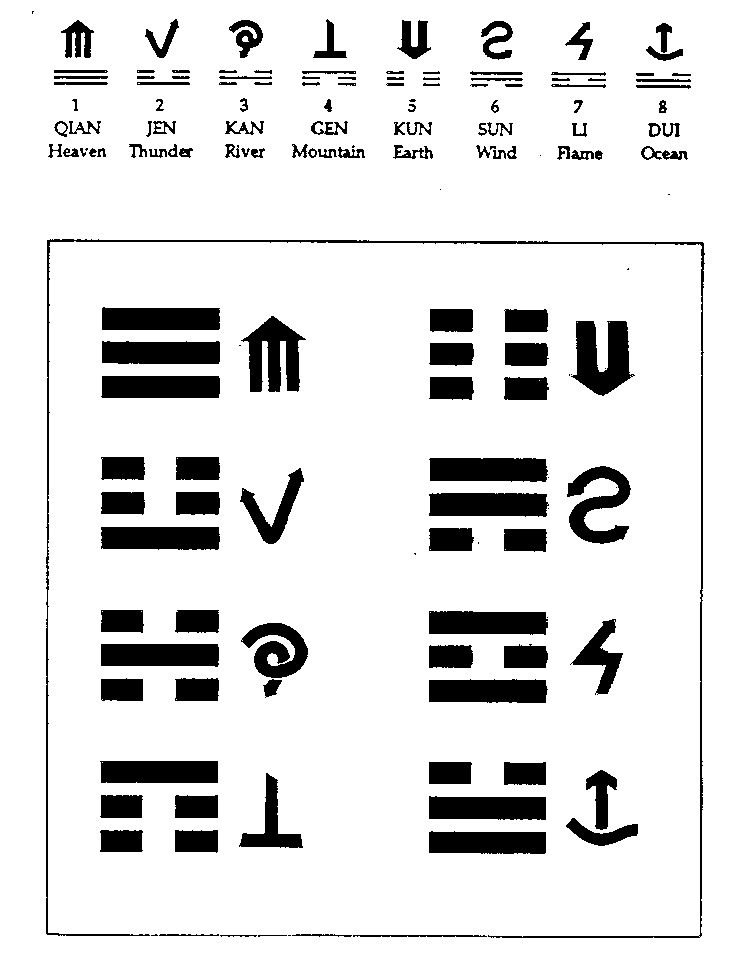 1 2 3 4 5 6 7 8
QIAN JEN KAN GEN KUN SUN LI DUI
Heaven Thunder River Mountain Earth Wind Flame Ocean